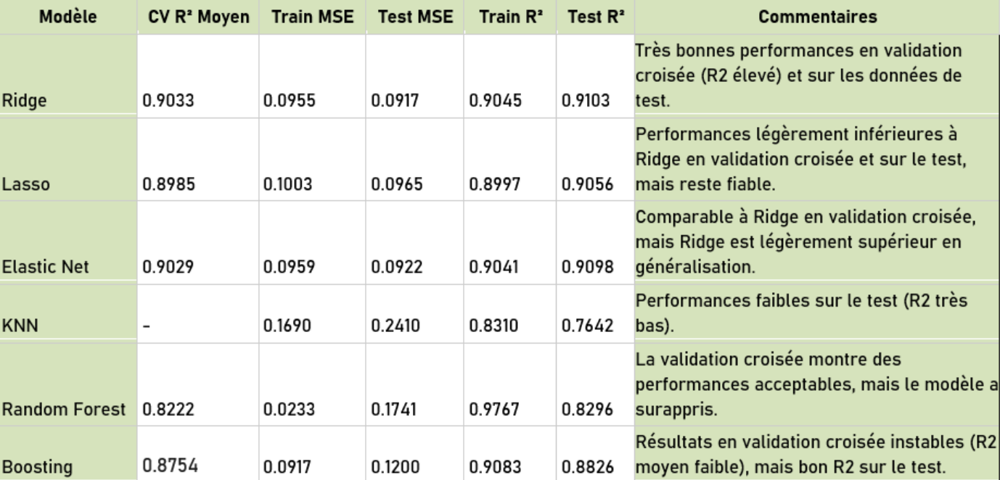 Modèle CV R² Moyen Train MSE Test MSE Train R² Test R² Commentaires
Très bonnes performances en validation
croisée (R2 élevé) et sur les données de
Ridge 0.9033 0.0955 0.0917 0.9045 0.9103 test.
Performances légèrement inférieures à
Ridge en validation croisée et sur le test,
Lasso 0.8985 0.1003 0.0965 0.8997 0.9056 mais reste fiable.
Comparable à Ridge en validation croisée,
mais Ridge est légèrement supérieur en
Elastic Net 0.9029 0.0959 0.0922 0.9041 0.9098 généralisation.
Performances faibles sur le test (R2 très
KNN - 0.1690 0.2410 0.8310 0.7642 bas).
La validation croisée montre des
performances acceptables, mais le modèle a
Random Forest 0.8222 0.0233 0.1741 0.9767 0.8296 surappris.
Résultats en validation croisée instables (R2
Boosting 0.8754 0.0917 0.1200 0.9083 0.8826 moyen faible), mais bon R2 sur le test.